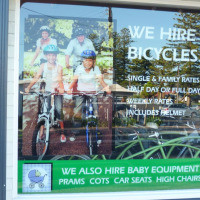 WE HIRE
BICYCLES
SINGLE & FAMILY RATES
HALF DAY OR FULL DAY
WEEKLY RATES
INCLUDES HELMET
WE ALSO HIRE BABY EQUIPMENT
PRAMS COTS CAR SEATS HIGH CHAIRS